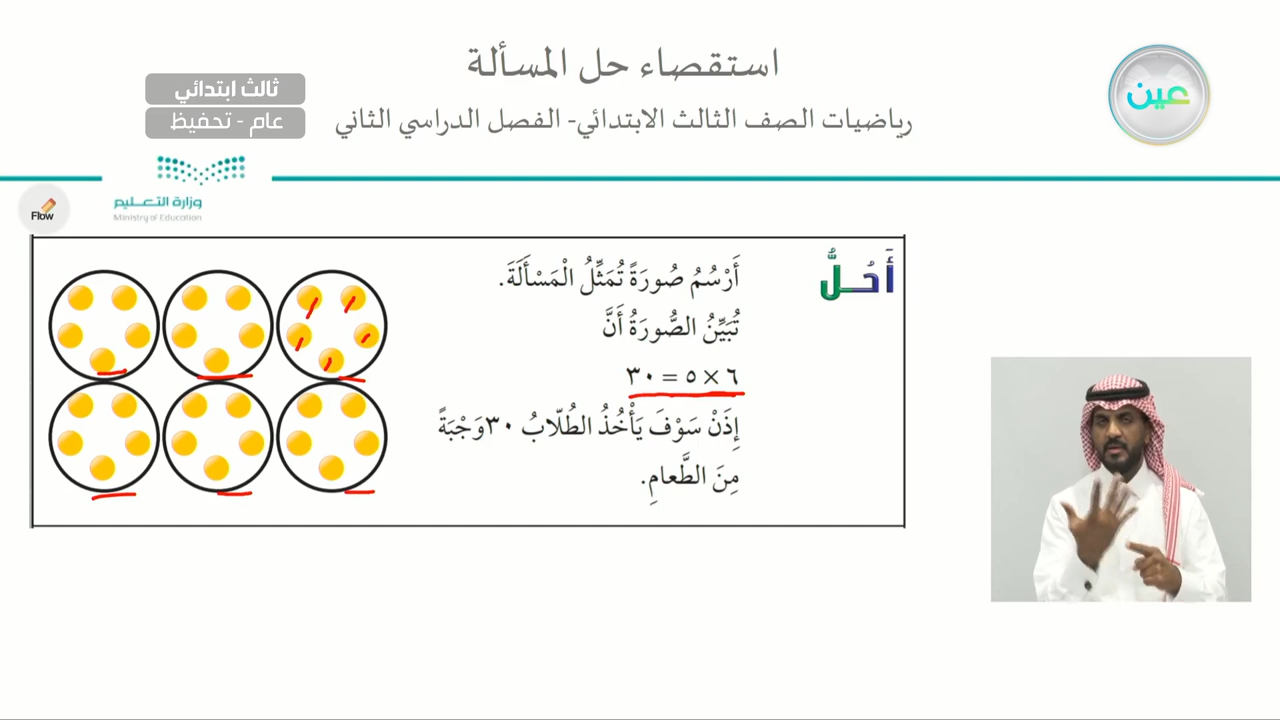 استقصاء حل المسألة
رياضيات الصف الثالث الابتدائي- الفصل الدراسي الثاني
ثالث ابتدائي
عام - تحفيظ
عين
وزارة التعليم
Ministry of Education
Flow
أَحُلُّ
أَرْسُمُ صُورَةً تُمَثِّلُ الْمَسْأَلَةَ.
تُبَيِّنُ الصُّورَةُ أَنَّ
٦ × ٥ = ٣٠
إِذَنْ سَوْفَ يَأْخُذُ الطُلّابُ ٣٠ وَجْبَةً
مِنَ الطَّعامِ.